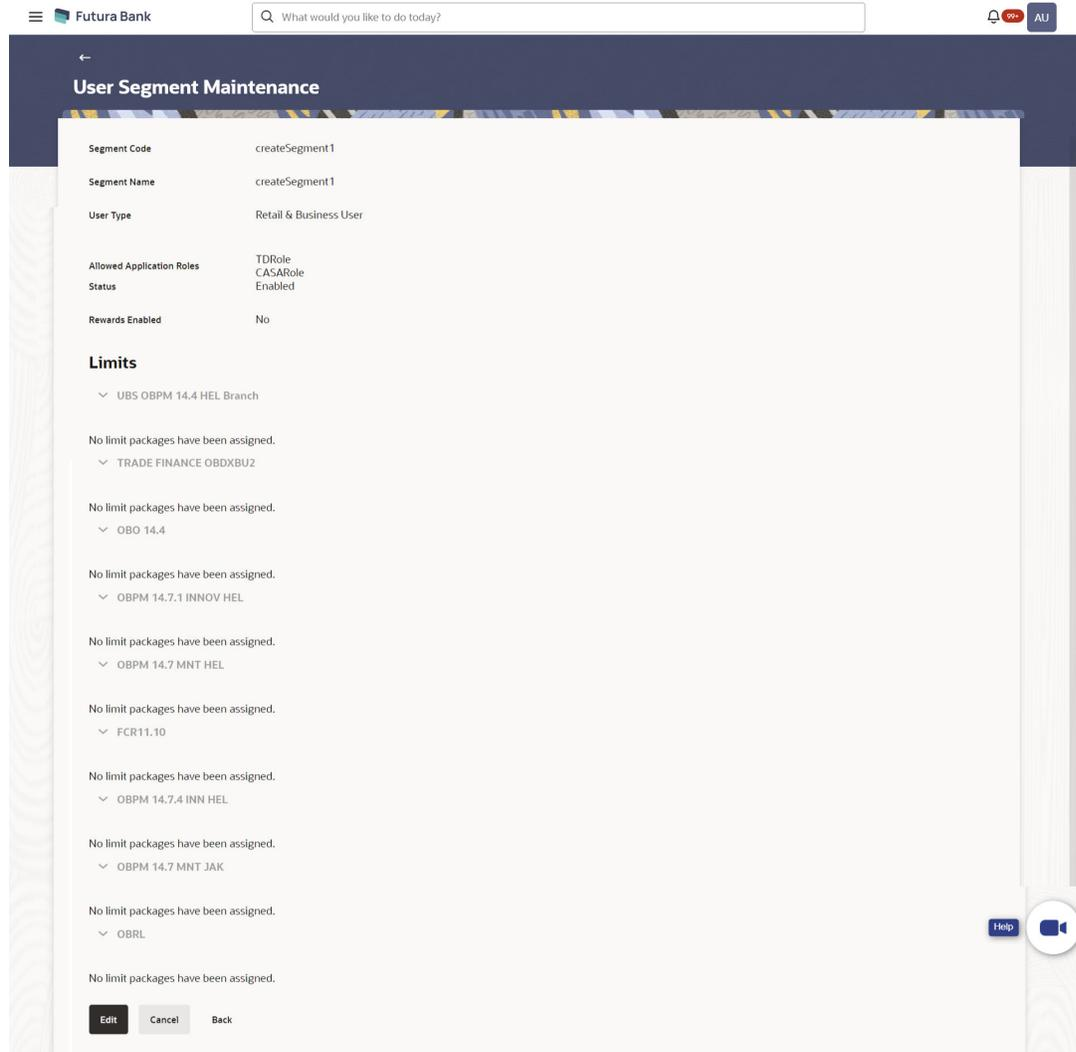 Futura Bank
What would you like to do today?
99+
AU
User Segment Maintenance
Segment Code createSegment1
Segment Name createSegment1
User Type Retail & Business User
Allowed Application Roles TDRole
CASARole
Status Enabled
Rewards Enabled No
Limits
UBS OBPM 14.4 HEL Branch
No limit packages have been assigned.
TRADE FINANCE OBDXBU2
No limit packages have been assigned.
OBO 14.4
No limit packages have been assigned.
OBPM 14.7.1 INNOV HEL
No limit packages have been assigned.
OBPM 14.7 MNT HEL
No limit packages have been assigned.
FCR11.10
No limit packages have been assigned.
OBPM 14.7.4 INN HEL
No limit packages have been assigned.
OBPM 14.7 MNT JAK
No limit packages have been assigned.
OBRL
Help
No limit packages have been assigned.
Edit Cancel Back